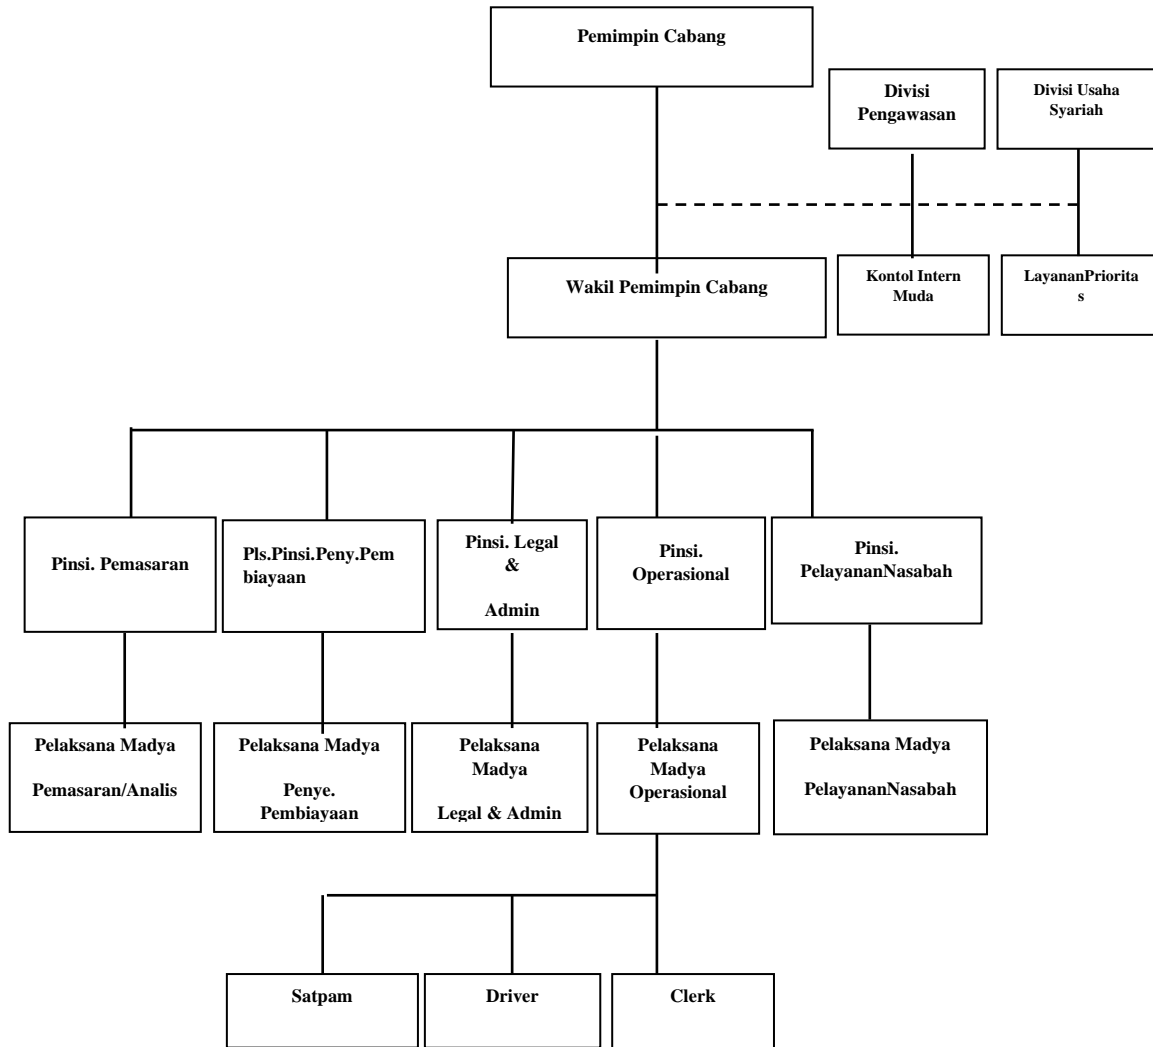 Pemimpin Cabang
Divisi
Pengawasan
Divisi Usaha
Syariah
Wakil Pemimpin Cabang
Kontol Intern
Muda
LayananPriorita
s
Pinsi. Pemasaran
Pls.Pinsi.Peny.Pem
biayaan
Pinsi. Legal
&
Admin
Pinsi.
Operasional
Pinsi.
PelayananNasabah
Pelaksana Madya
Pemasaran/Analis
Pelaksana Madya
Penye.
Pembiayaan
Pelaksana
Madya
Legal & Admin
Pelaksana
Madya
Operasional
Pelaksana Madya
PelayananNasabah
Satpam
Driver
Clerk